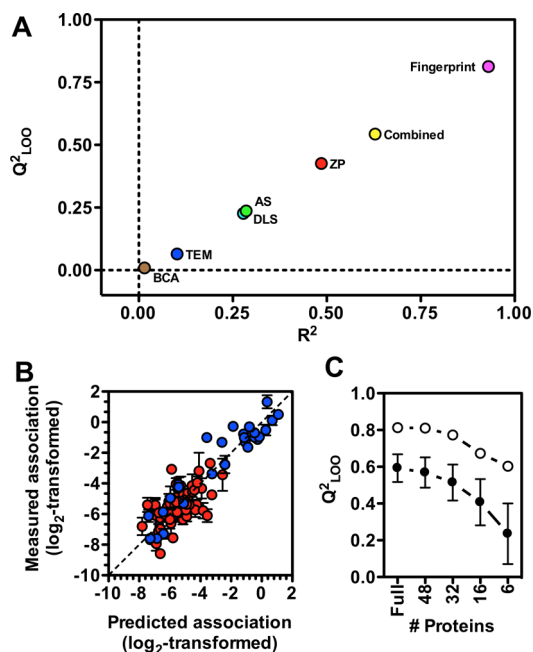 A
1.00
0.75
0.50
0.25
0.00
Q²LOO
Fingerprint
Combined
ZP
AS
DLS
TEM
BCA
0.00 0.25 0.50 0.75 1.00
R²
B
Measured association
(log2-transformed)
2
0
-2
-4
-6
-8
-10
-10 -8 -6 -4 -2 0 2
Predicted association
(log2-transformed)
C
Q²LOO
1.0
0.8
0.6
0.4
0.2
0.0
Full 48 32 16 6
# Proteins